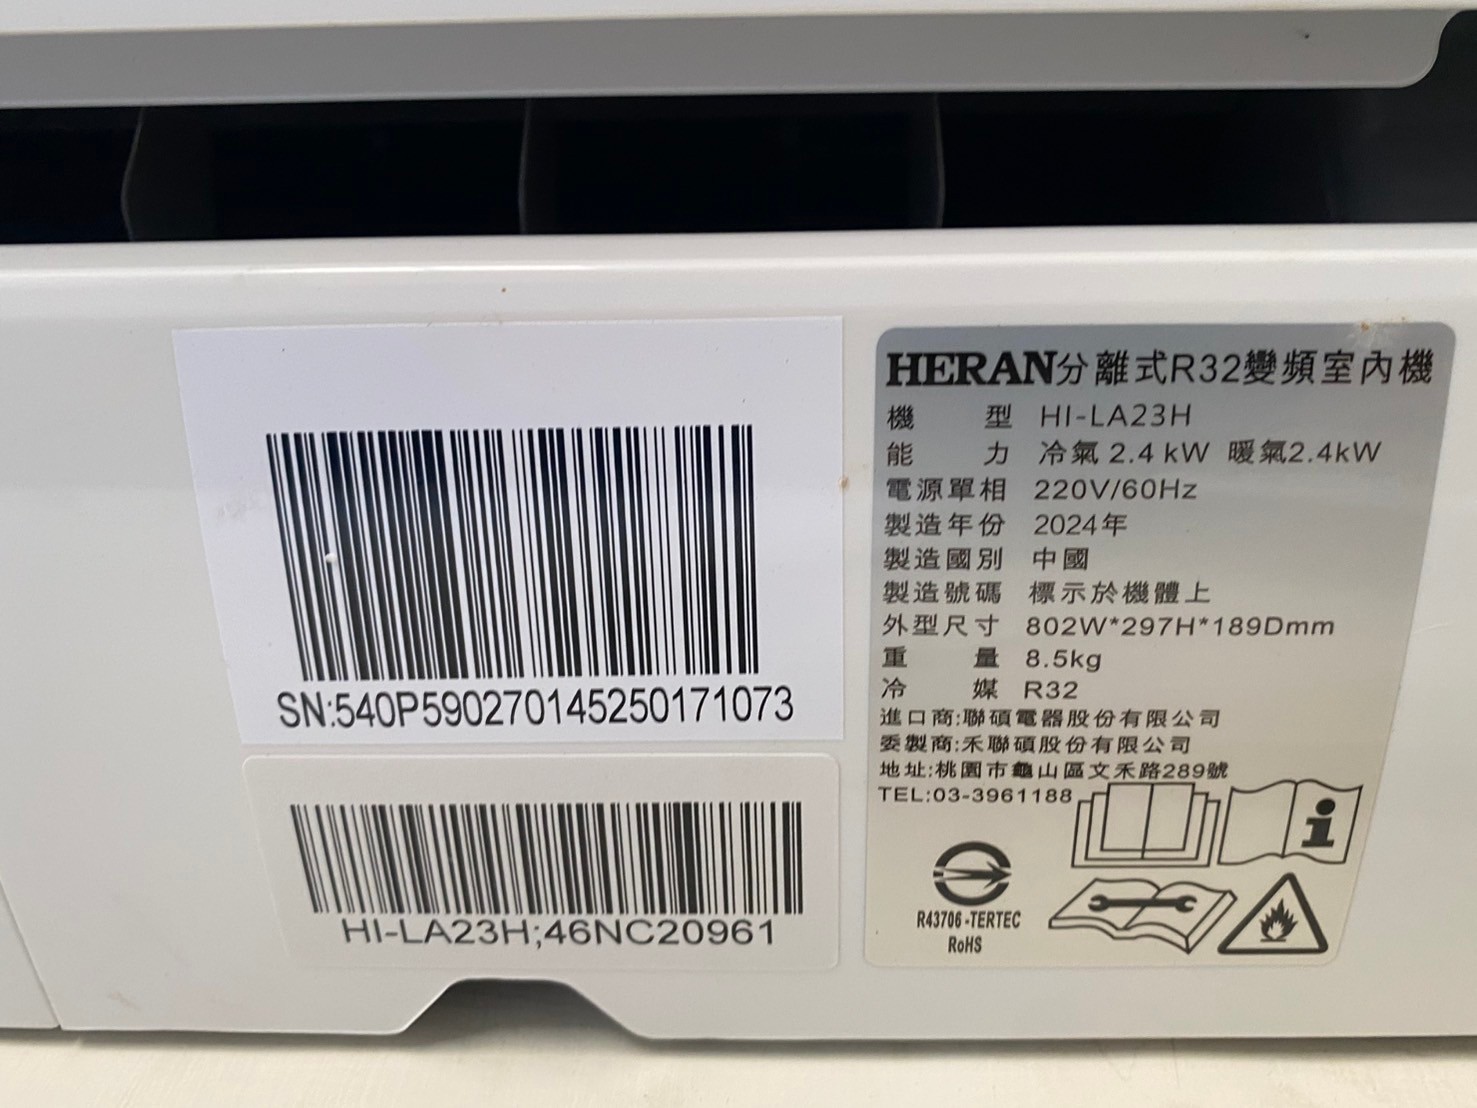 SN:540P590270145250171073
HI-LA23H;46NC20961
HERAN分離式R32變頻室內機
機型 HI-LA23H
能力 冷氣 2.4 kW 暖氣2.4kW
電源單相 220V/60Hz
製造年份 2024年
製造國別 中國
製造號碼 標示於機體上
外型尺寸 802W*297H*189Dmm
重量 8.5kg
冷媒 R32
進口商:聯碩電器股份有限公司
委製商:禾聯碩股份有限公司
地址:桃園市龜山區文禾路289號
TEL:03-3961188
R43706-TERTEC
RoHS